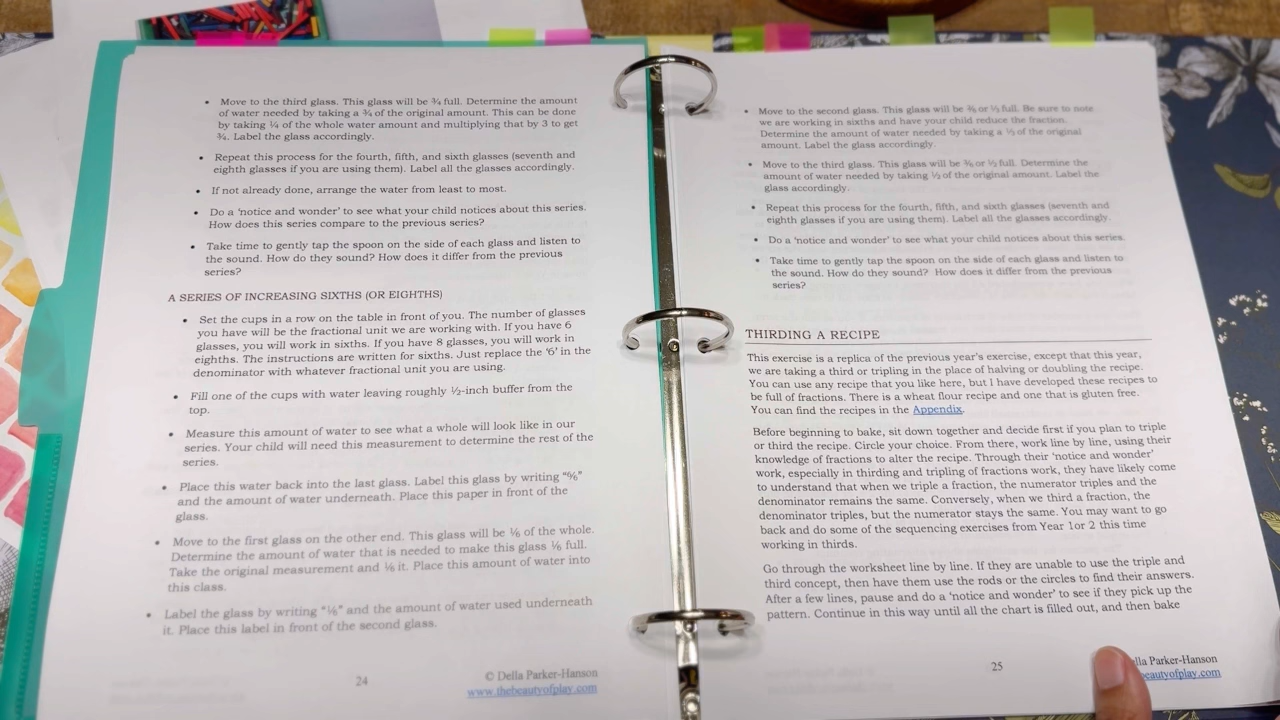 • Move to the third glass. This glass will be ¾ full. Determine the amount
of water needed by taking a ¾ of the original amount. This can be done
by taking ¼ of the whole water amount and multiplying that by 3 to get
¾. Label the glass accordingly.
• Repeat this process for the fourth, fifth, and sixth glasses (seventh and
eighth glasses if you are using them). Label all the glasses accordingly.
• If not already done, arrange the water from least to most.
• Do a ‘notice and wonder’ to see what your child notices about this series.
How does this series compare to the previous series?
• Take time to gently tap the spoon on the side of each glass and listen to
the sound. How do they sound? How does it differ from the previous
series?
A SERIES OF INCREASING SIXTHS (OR EIGHTHS)
• Set the cups in a row on the table in front of you. The number of glasses
you have will be the fractional unit we are working with. If you have 6
glasses, you will work in sixths. If you have 8 glasses, you will work in
eighths. The instructions are written for sixths. Just replace the ‘6’ in the
denominator with whatever fractional unit you are using.
• Fill one of the cups with water leaving roughly ½-inch buffer from the
top.
• Measure this amount of water to see what a whole will look like in our
series. Your child will need this measurement to determine the rest of the
series.
• Place this water back into the last glass. Label this glass by writing “6⁄6”
and the amount of water underneath. Place this paper in front of the
glass.
• Move to the first glass on the other end. This glass will be ⅙ of the whole.
Determine the amount of water that is needed to make this glass ⅙ full.
Take the original measurement and ⅙ it. Place this amount of water into
this class.
• Label the glass by writing “⅙” and the amount of water used underneath
it. Place this label in front of the second glass.
24
© Della Parker-Hanson
www.thebeautyofplay.com
• Move to the second glass. This glass will be 2⁄6 or ⅓ full. Be sure to note
we are working in sixths and have your child reduce the fraction.
Determine the amount of water needed by taking a ⅓ of the original
amount. Label the glass accordingly.
• Move to the third glass. This glass will be 3⁄6 or ½ full. Determine the
amount of water needed by taking ½ of the original amount. Label the
glass accordingly.
• Repeat this process for the fourth, fifth, and sixth glasses (seventh and
eighth glasses if you are using them). Label all the glasses accordingly.
• Do a ‘notice and wonder’ to see what your child notices about this series.
• Take time to gently tap the spoon on the side of each glass and listen to
the sound. How do they sound? How does it differ from the previous
series?
THIRDING A RECIPE
This exercise is a replica of the previous year’s exercise, except that this year,
we are taking a third or tripling in the place of halving or doubling the recipe.
You can use any recipe that you like here, but I have developed these recipes to
be full of fractions. There is a wheat flour recipe and one that is gluten free.
You can find the recipes in the Appendix.
Before beginning to bake, sit down together and decide first if you plan to triple
or third the recipe. Circle your choice. From there, work line by line, using their
knowledge of fractions to alter the recipe. Through their ‘notice and wonder’
work, especially in thirding and tripling of fractions work, they have likely come
to understand that when we triple a fraction, the numerator triples and the
denominator remains the same. Conversely, when we third a fraction, the
denominator triples, but the numerator stays the same. You may want to go
back and do some of the sequencing exercises from Year 1or 2 this time
working in thirds.
Go through the worksheet line by line. If they are unable to use the triple and
third concept, then have them use the rods or the circles to find their answers.
After a few lines, pause and do a ‘notice and wonder’ to see if they pick up the
pattern. Continue in this way until all the chart is filled out, and then bake
25
lla Parker-Hanson
eautyofplay.com